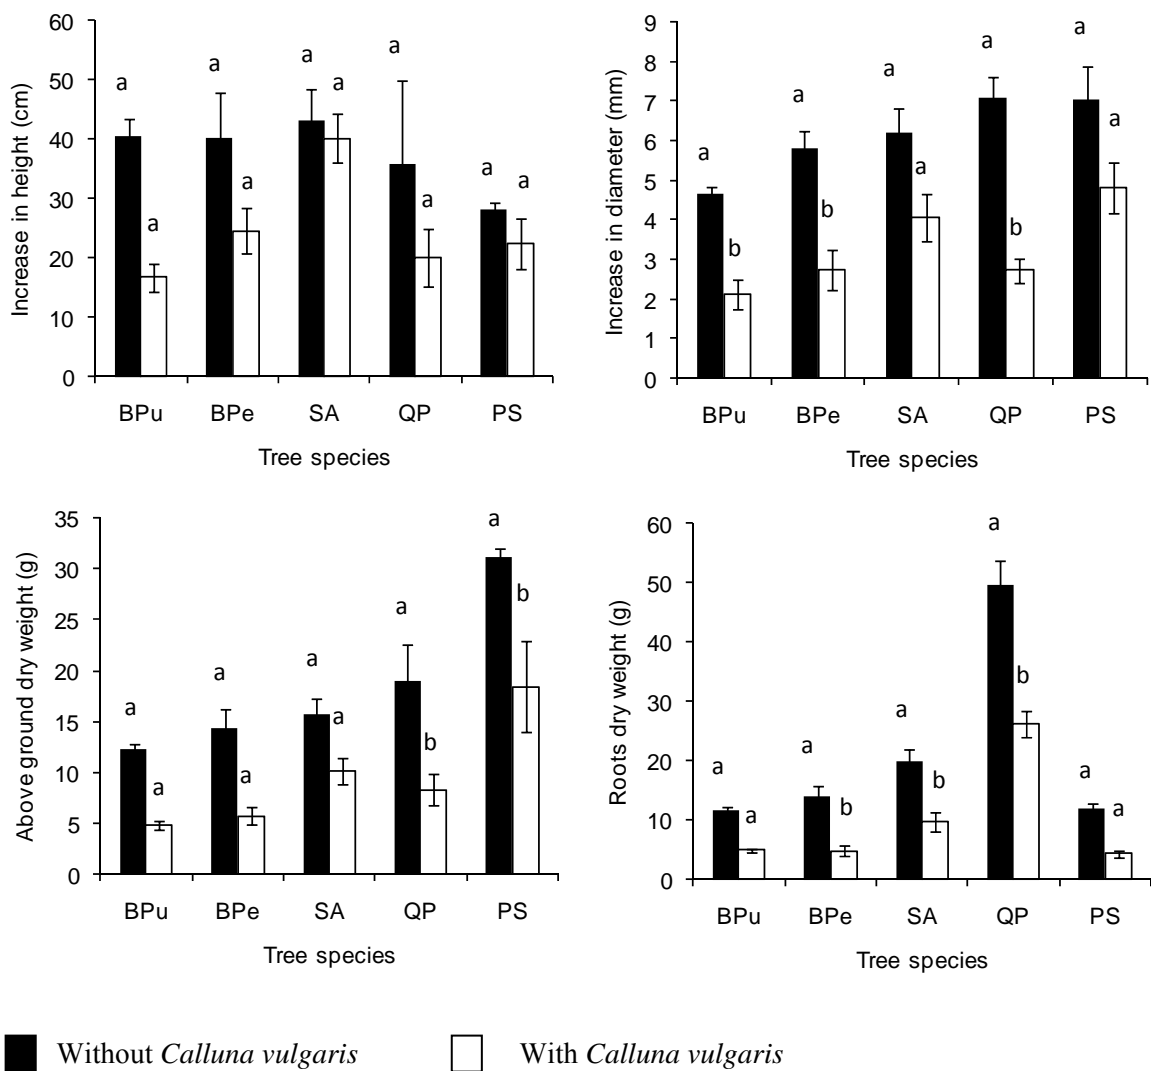 Increase in height (cm)
60
50
40
30
20
10
0
a a a a a a a a a a
BPu BPe SA QP PS
Tree species
Increase in diameter (mm)
9
8
7
6
5
4
3
2
1
0
a b a b a a a b a a
BPu BPe SA QP PS
Tree species
Above ground dry weight (g)
35
30
25
20
15
10
5
0
a a a a a a a b a b
BPu BPe SA QP PS
Tree species
Roots dry weight (g)
60
50
40
30
20
10
0
a a a b a b a b a a
BPu BPe SA QP PS
Tree species
Without Calluna vulgaris
With Calluna vulgaris